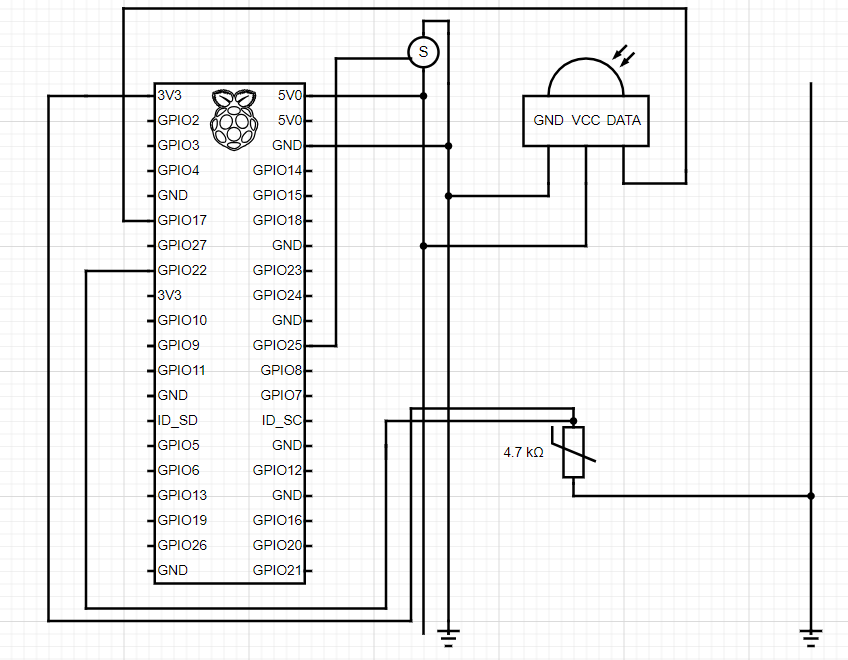 S
3V3 5V0
GPIO2 5V0
GPIO3 GND
GPIO4 GPIO14
GND GPIO15
GPIO17 GPIO18
GPIO27 GND
GPIO22 GPIO23
3V3 GPIO24
GPIO10 GND
GPIO9 GPIO25
GPIO11 GPIO8
GND GPIO7
ID_SD ID_SC
GPIO5 GND
GPIO6 GPIO12
GPIO13 GND
GPIO19 GPIO16
GPIO26 GPIO20
GND GPIO21
GND VCC DATA
4.7 kΩ